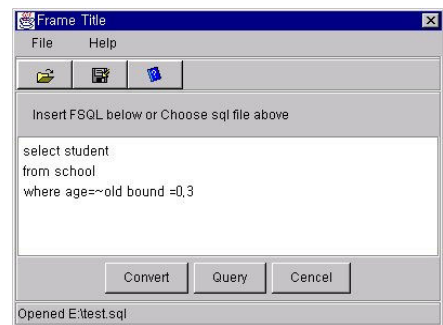 Frame Title
File Help
Insert FSQL below or Choose sql file above
select student
from school
where age=~old bound =0,3
Convert Query Cencel
Opened E:\test.sql